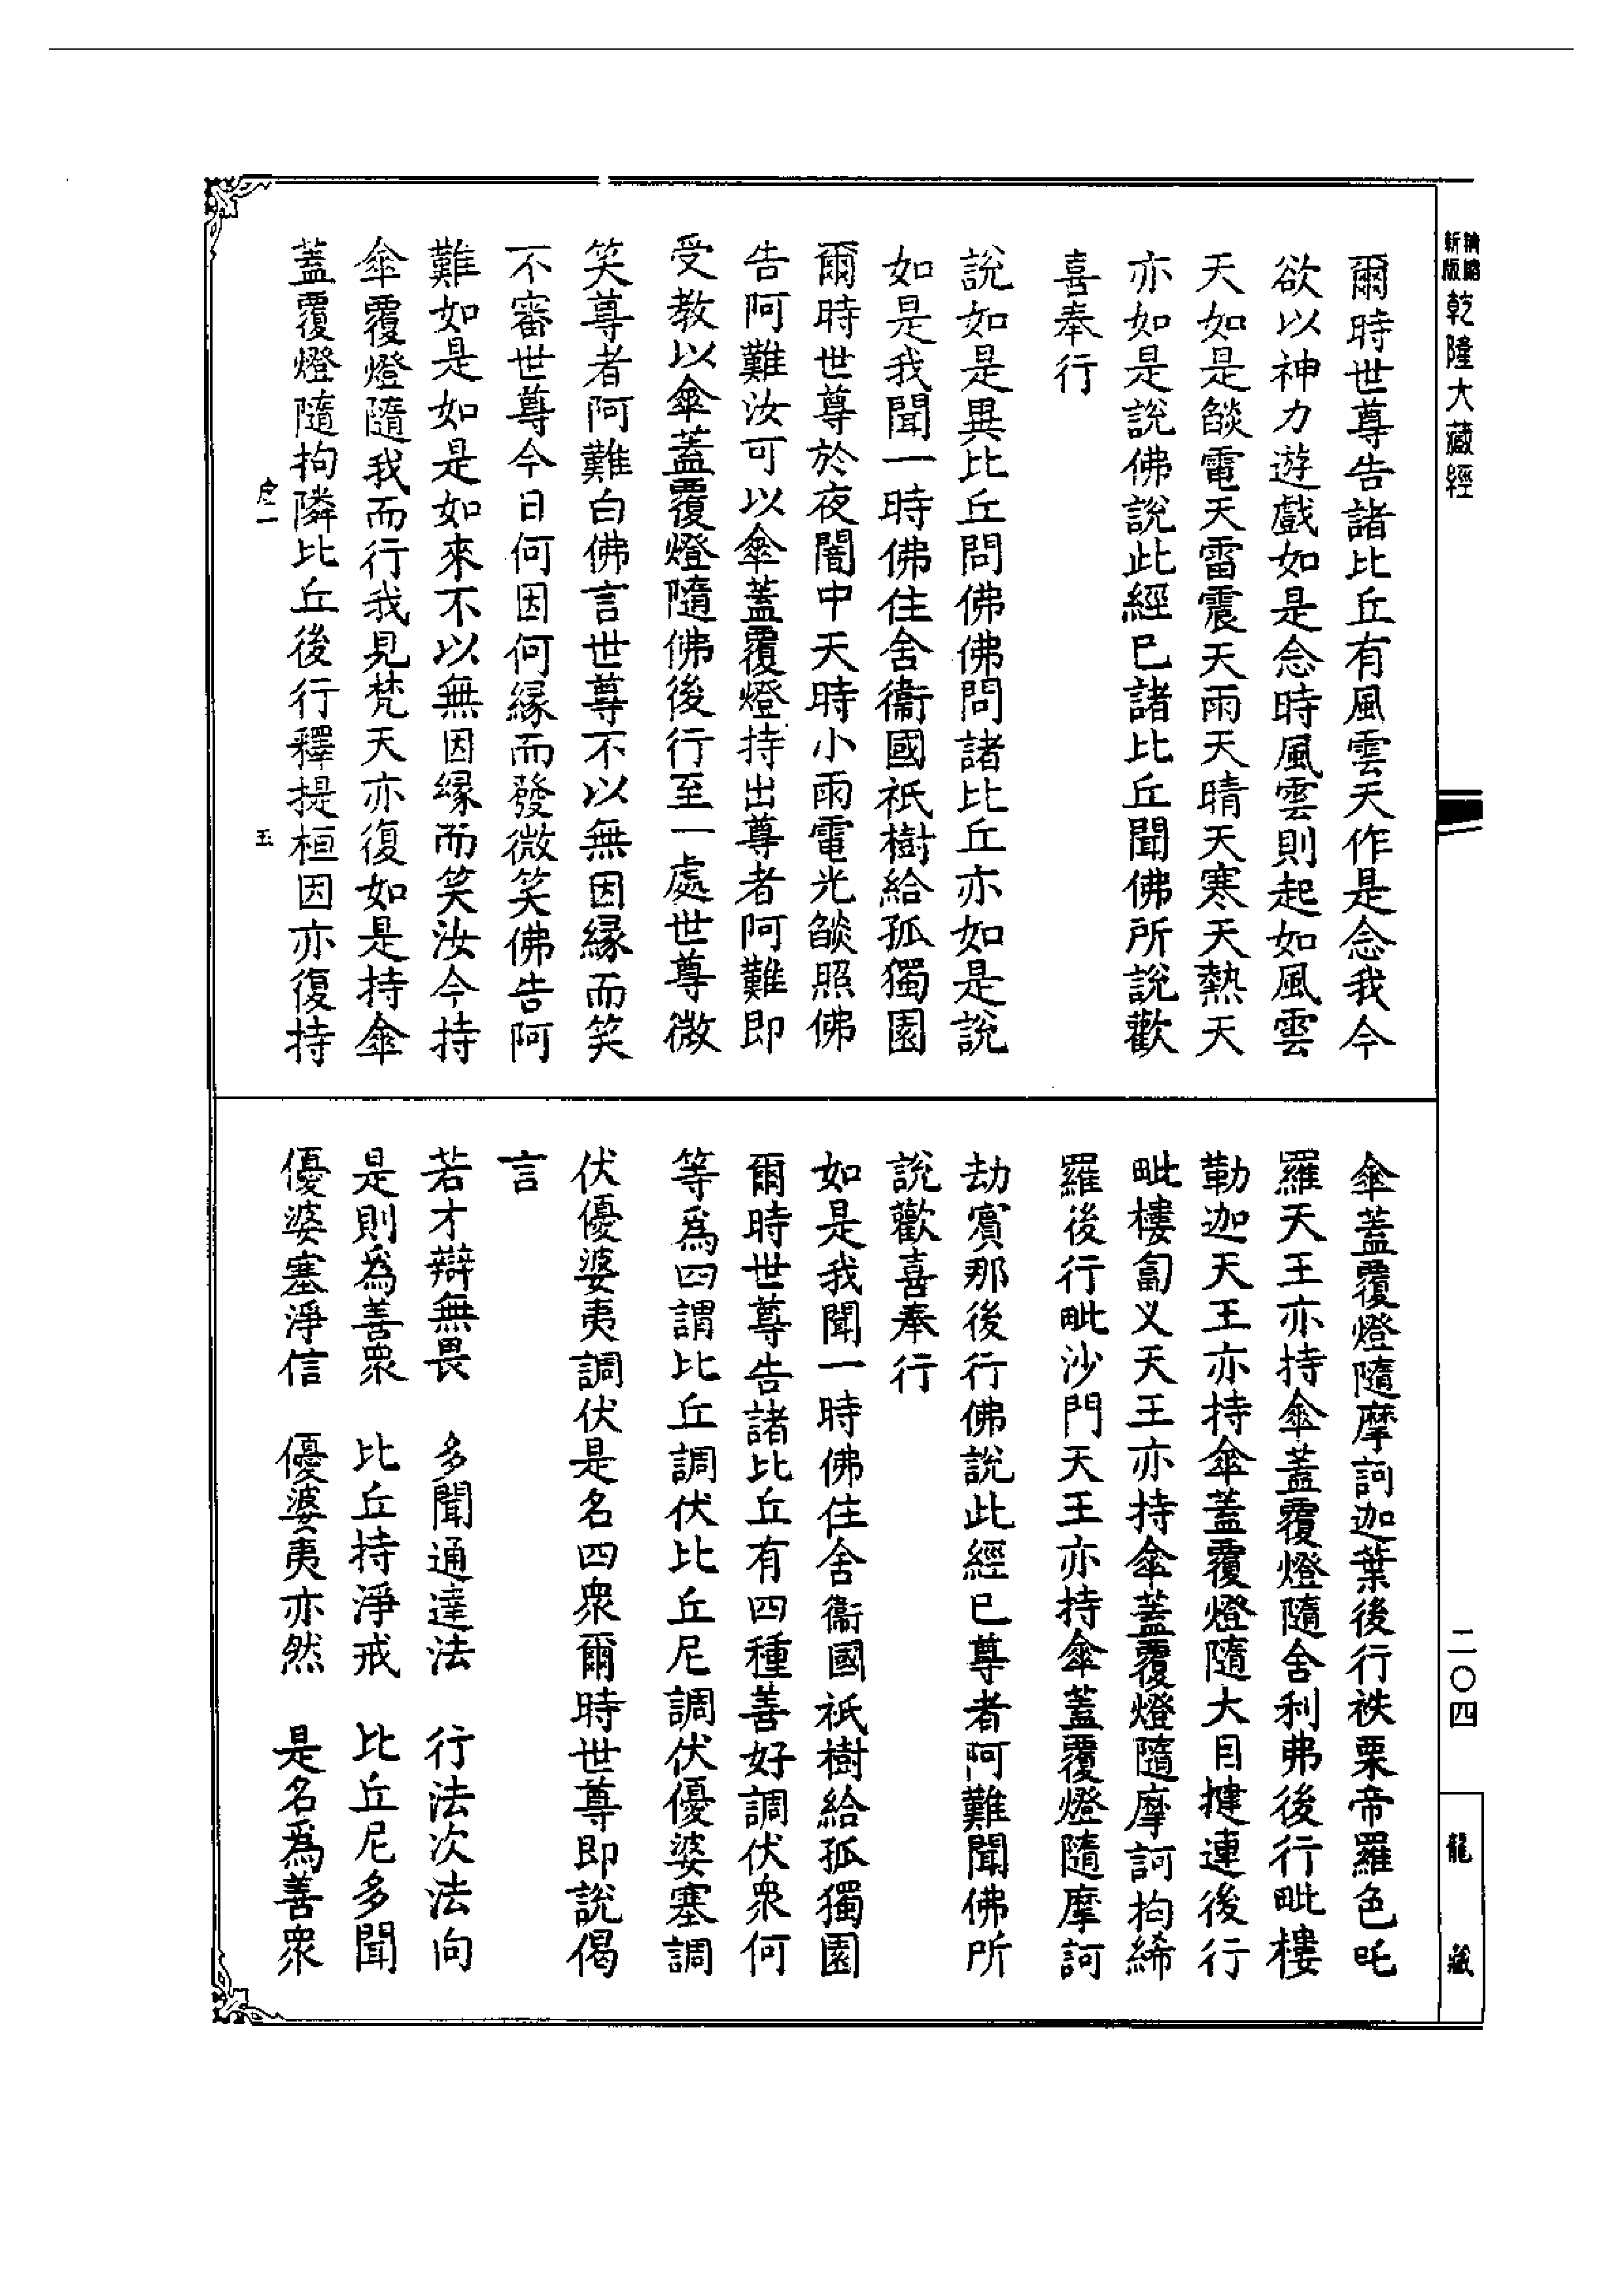 新版精縮
乾隆大藏經
二〇四
龍藏
爾時世尊告諸比丘有風雲天作是念我今
欲以神力遊戲如是念時風雲則起如風雲
天如是燄電天雷震天雨天晴天寒天熱天
亦如是說佛說此經已諸比丘聞佛所說歡
喜奉行
說如是異比丘問佛佛問諸比丘亦如是說
如是我聞一時佛住舍衞國祇樹給孤獨園
爾時世尊於夜闇中天時小雨電光燄照佛
告阿難汝可以傘蓋覆燈持出尊者阿難即
受教以傘蓋覆燈隨佛後行至一處世尊微
笑尊者阿難白佛言世尊不以無因緣而笑
不審世尊今日何因何緣而發微笑佛告阿
難如是如是如來不以無因緣而笑汝今持
傘覆燈隨我而行我見梵天亦復如是持傘
蓋覆燈隨拘隣比丘後行釋提桓因亦復持
五
傘蓋覆燈隨摩訶迦葉後行袟栗帝羅色吒
羅天王亦持傘蓋覆燈隨舍利弗後行毗樓
勒迦天王亦持傘蓋覆燈隨大目揵連後行
毗樓匐叉天王亦持傘蓋覆燈隨摩訶拘絺
羅後行毗沙門天王亦持傘蓋覆燈隨摩訶
劫賓那後行佛說此經已尊者阿難聞佛所
說歡喜奉行
如是我聞一時佛住舍衞國祇樹給孤獨園
爾時世尊告諸比丘有四種善好調伏衆何
等爲四謂比丘調伏比丘尼調伏優婆塞調
伏優婆夷調伏是名四衆爾時世尊即說偈
言
若才辯無畏　多聞通達法　行法次法向
是則爲善衆　比丘持淨戒　比丘尼多聞
優婆塞淨信　優婆夷亦然　是名爲善衆